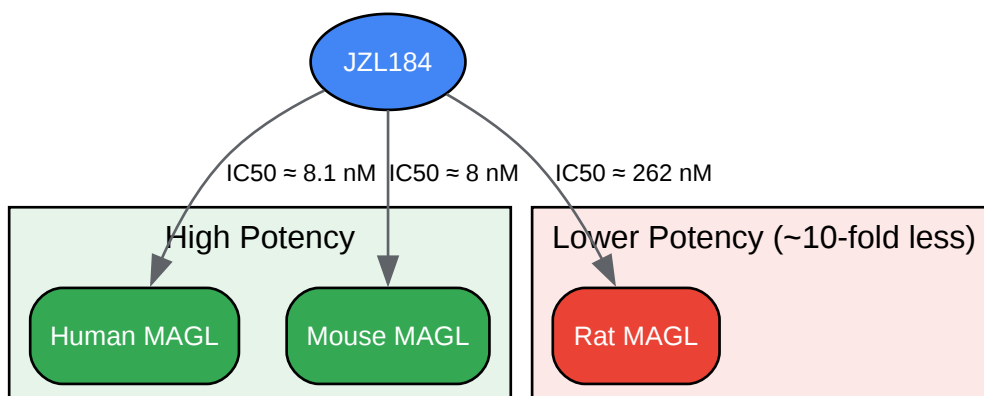 JZL184
IC50 ≈ 8.1 nM
IC50 ≈ 8 nM
IC50 ≈ 262 nM
High Potency
Lower Potency (~10-fold less)
Human MAGL
Mouse MAGL
Rat MAGL